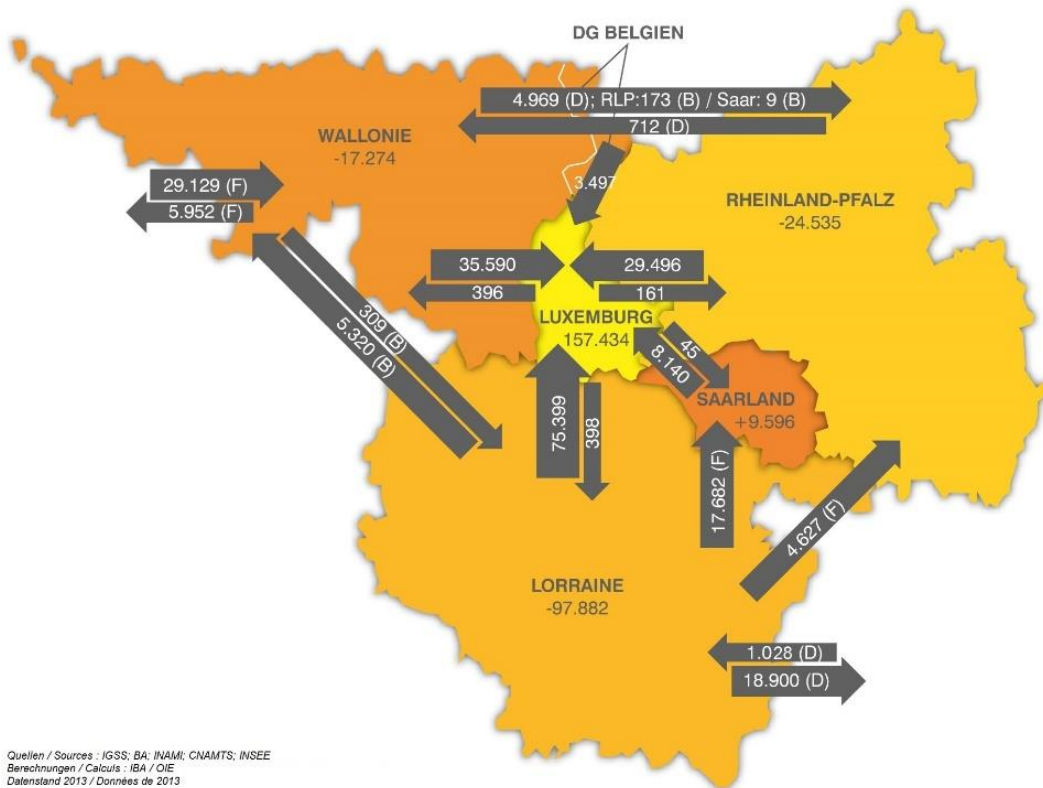 DG BELGIEN
4.969 (D); RLP:173 (B) / Saar: 9 (B)
712 (D)
WALLONIE
-17.274
3.497
29.129 (F)
5.952 (F)
RHEINLAND-PFALZ
-24.535
35.590
29.496
396
161
LUXEMBURG
157.434
309 (B)
5.320 (B)
45
8.140
SAARLAND
+9.596
75.399
398
17.682 (F)
4.627 (F)
LORRAINE
-97.882
1.028 (D)
18.900 (D)
Quellen / Sources : IGSS; BA; INAMI; CNAMTS; INSEE
Berechnungen / Calculs : IBA / OIE
Datenstand 2013 / Données de 2013